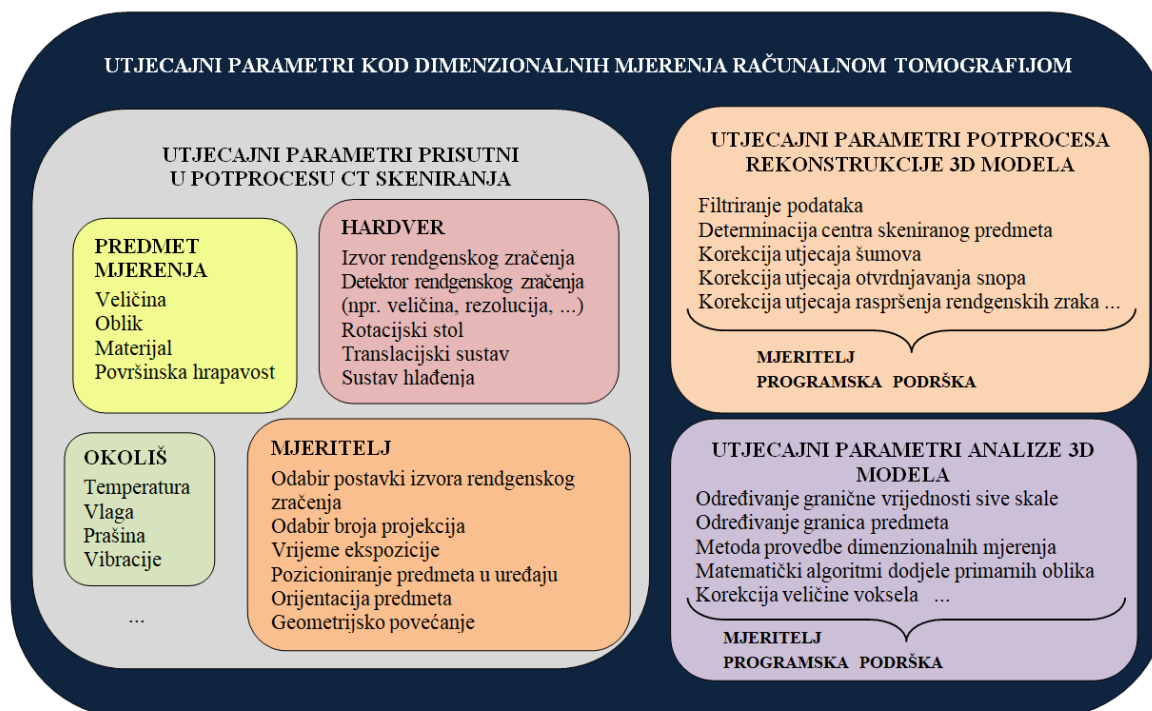 UTJECAJNI PARAMETRI KOD DIMENZIONALNIH MJERENJA RAČUNALNOM TOMOGRAFIJOM
UTJECAJNI PARAMETRI PRISUTNI
U POTPROCESU CT SKENIRANJA
PREDMET
MJERENJA
Veličina
Oblik
Materijal
Površinska hrapavost
HARDVER
Izvor rendgenskog zračenja
Detektor rendgenskog zračenja
(npr. veličina, rezolucija, ...)
Rotacijski stol
Translacijski sustav
Sustav hlađenja
OKOLIŠ
Temperatura
Vlaga
Prašina
Vibracije
...
MJERITELJ
Odabir postavki izvora rendgenskog
zračenja
Odabir broja projekcija
Vrijeme ekspozicije
Pozicioniranje predmeta u uređaju
Orijentacija predmeta
Geometrijsko povećanje
UTJECAJNI PARAMETRI POTPROCESA
REKONSTRUKCIJE 3D MODELA
Filtriranje podataka
Determinacija centra skeniranog predmeta
Korekcija utjecaja šumova
Korekcija utjecaja otvrdnjavanja snopa
Korekcija utjecaja raspršenja rendgenskih zraka ...
MJERITELJ
PROGRAMSKA PODRŠKA
UTJECAJNI PARAMETRI ANALIZE 3D
MODELA
Određivanje granične vrijednosti sive skale
Određivanje granica predmeta
Metoda provedbe dimenzionalnih mjerenja
Matematički algoritmi dodjele primarnih oblika
Korekcija veličine voksela ...
MJERITELJ
PROGRAMSKA PODRŠKA